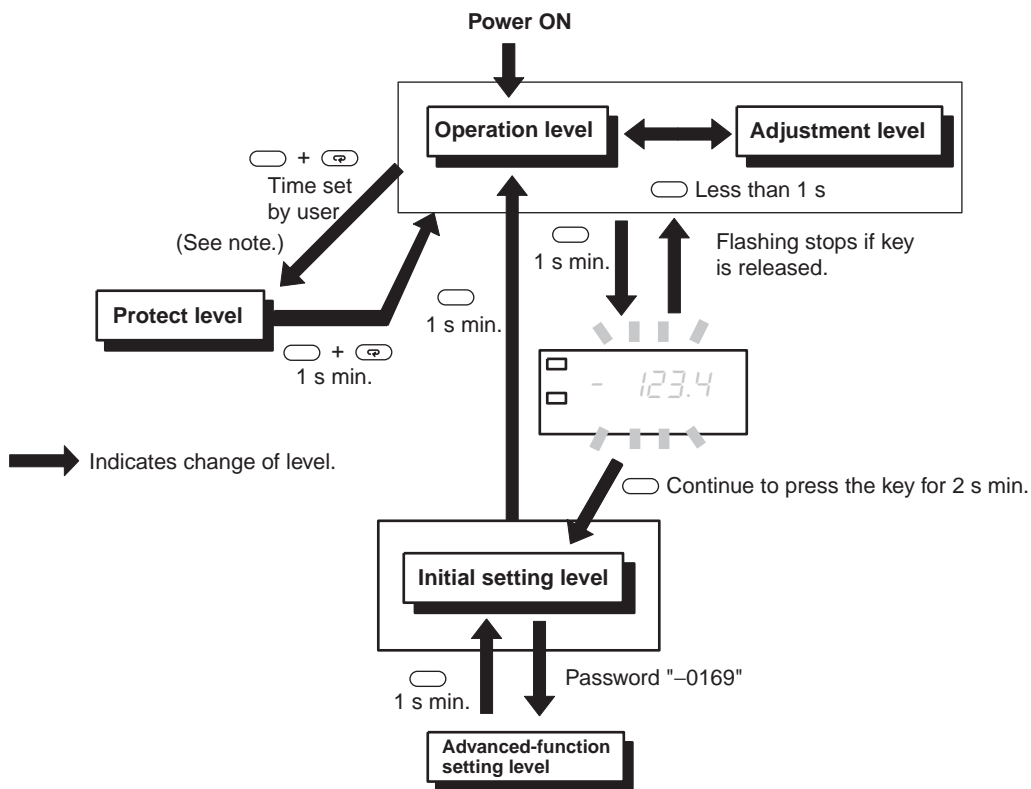 Power ON
Operation level
Adjustment level
Less than 1 s
+
Time set
by user
(See note.)
1 s min.
Flashing stops if key
is released.
Protect level
1 s min.
+
1 s min.
- 123.4
Indicates change of level.
Continue to press the key for 2 s min.
Initial setting level
1 s min.
Password "–0169"
Advanced-function
setting level